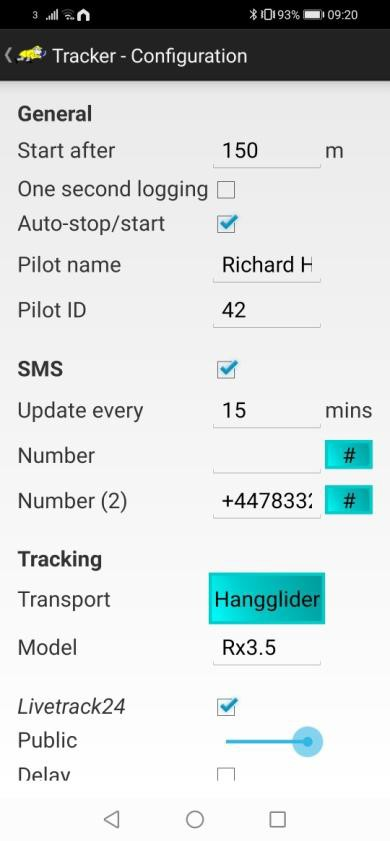 3 93% 09:20
Tracker - Configuration
General
Start after 150 m
One second logging
Auto-stop/start
Pilot name Richard H
Pilot ID 42
SMS
Update every 15 mins
Number #
Number (2) +447833 #
Tracking
Transport Hangglider
Model Rx3.5
Livetrack24
Public
Delay